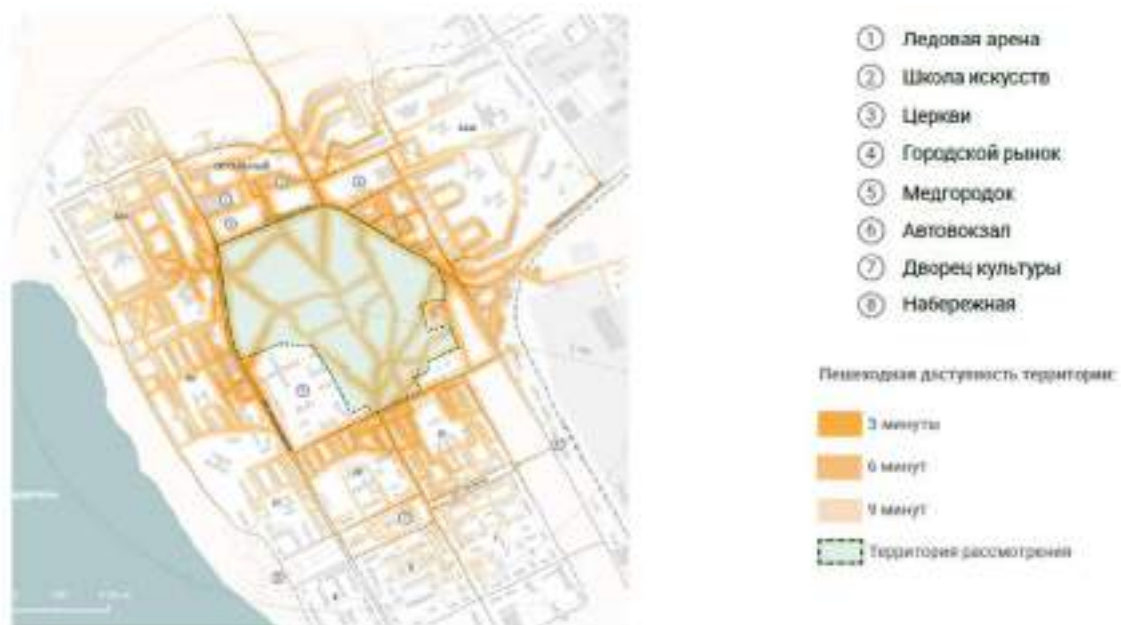 ① Ледовая арена
② Школа искусств
③ Церкви
④ Городской рынок
⑤ Медгородок
⑥ Автовокзал
⑦ Дворец культуры
⑧ Набережная
Пешеходная доступность территории:
3 минуты
6 минут
9 минут
Территория рассмотрения